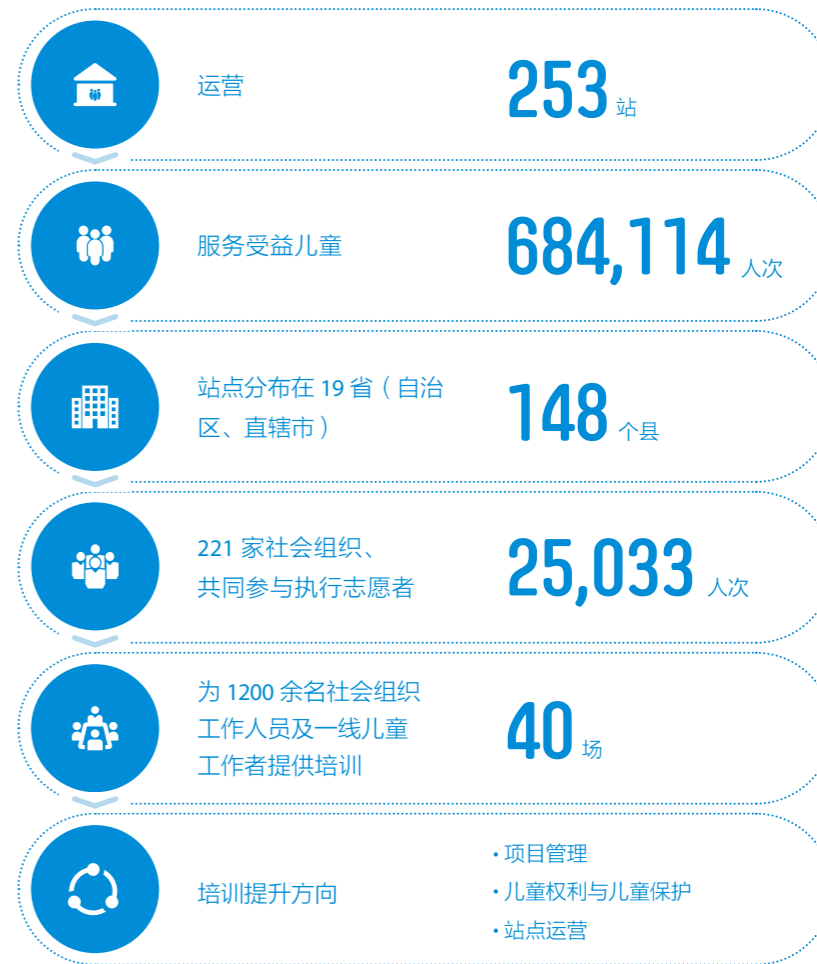 运营
253 站
服务受益儿童
684,114 人次
站点分布在 19 省（自治
区、直辖市）
148 个县
221 家社会组织、
共同参与执行志愿者
25,033 人次
为 1200 余名社会组织
工作人员及一线儿童
工作者提供培训
40 场
培训提升方向
• 项目管理
• 儿童权利与儿童保护
• 站点运营